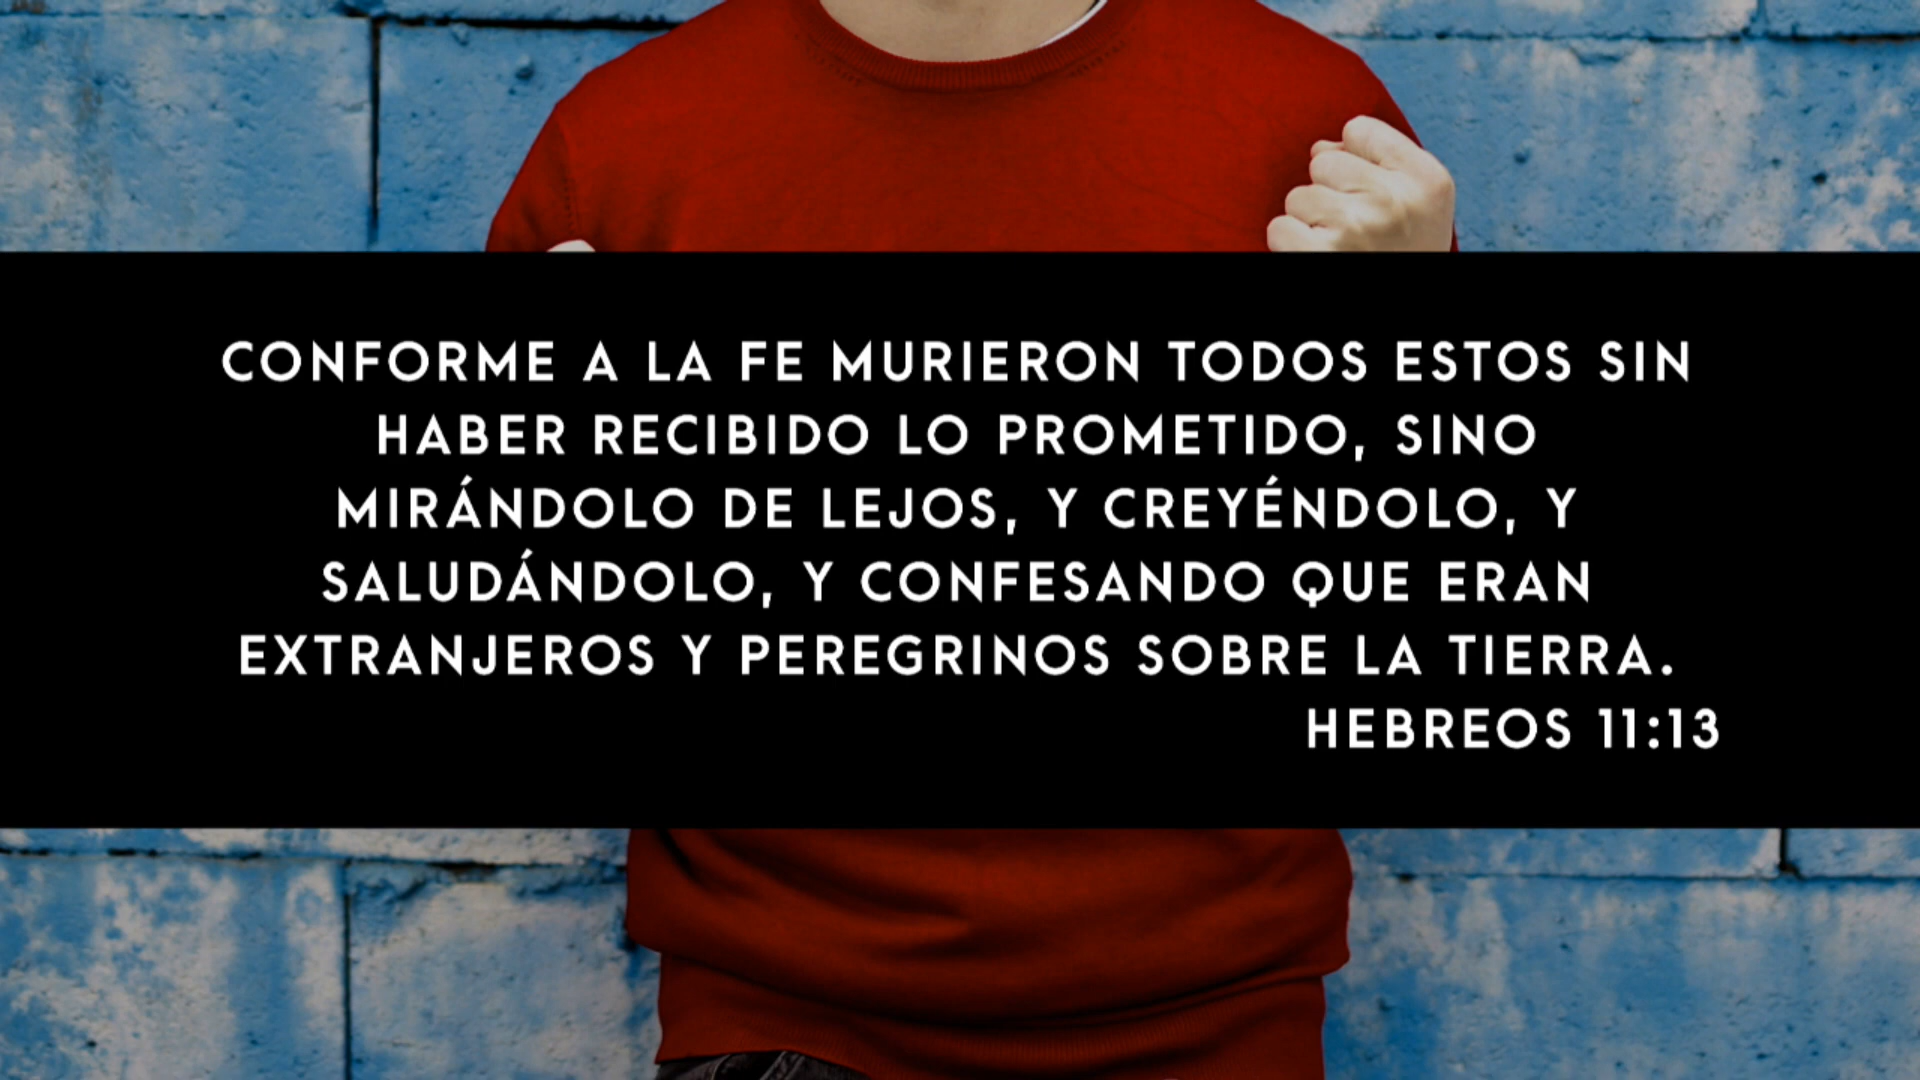 CONFORME A LA FE MURIERON TODOS ESTOS SIN
HABER RECIBIDO LO PROMETIDO, SINO
MIRÁNDOLO DE LEJOS, Y CREYÉNDOLO, Y
SALUDÁNDOLO, Y CONFESANDO QUE ERAN
EXTRANJEROS Y PEREGRINOS SOBRE LA TIERRA.
HEBREOS 11:13